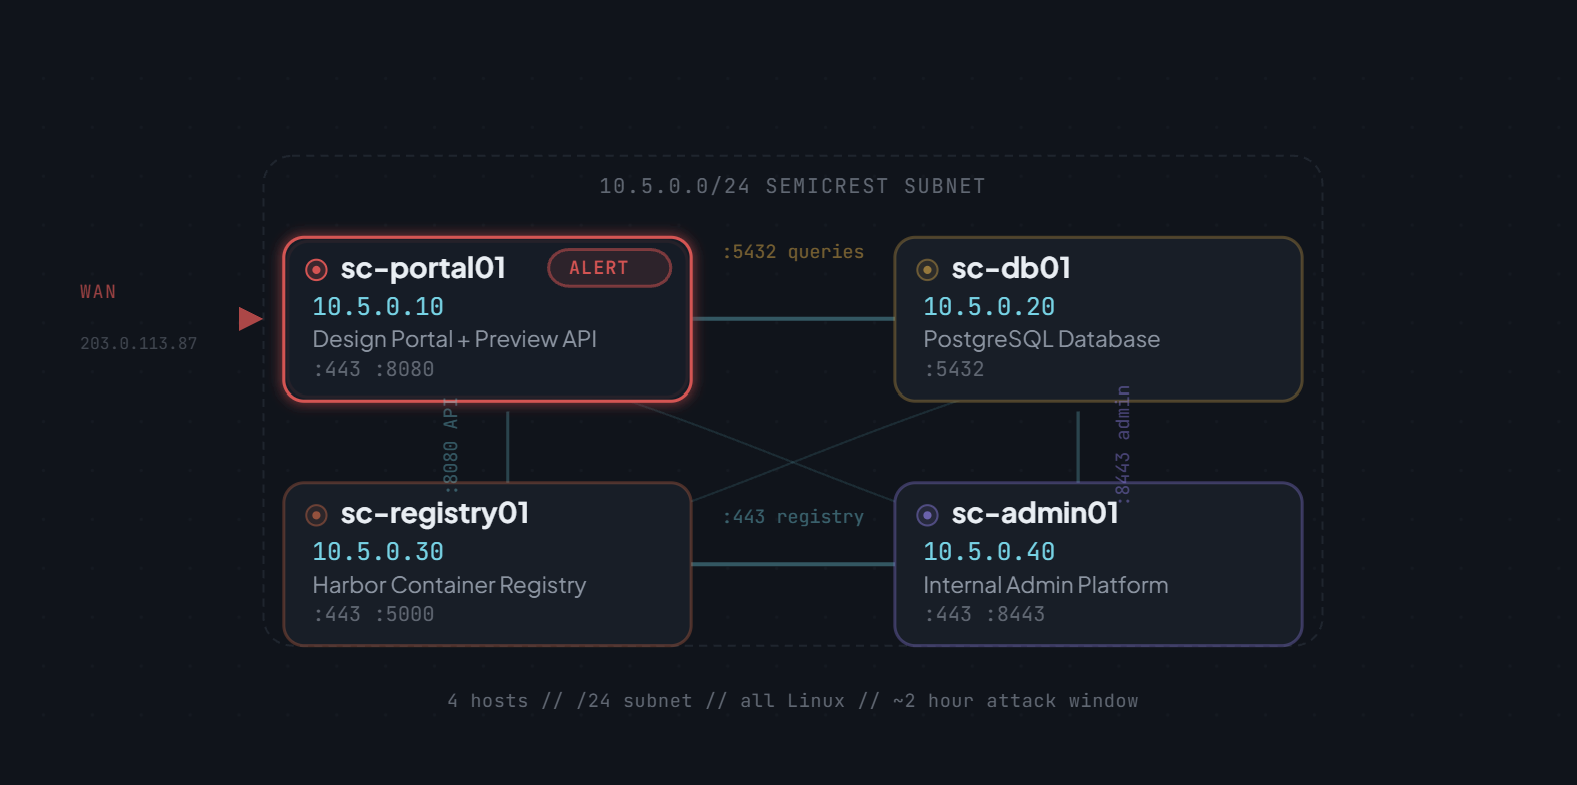 10.5.0.0/24 SEMICREST SUBNET
WAN
203.0.113.87
sc-portal01
ALERT
10.5.0.10
Design Portal + Preview API
:443 :8080
:5432 queries
sc-db01
10.5.0.20
PostgreSQL Database
:5432
:8080 API
:8443 admin
sc-registry01
10.5.0.30
Harbor Container Registry
:443 :5000
:443 registry
sc-admin01
10.5.0.40
Internal Admin Platform
:443 :8443
4 hosts // /24 subnet // all Linux // ~2 hour attack window